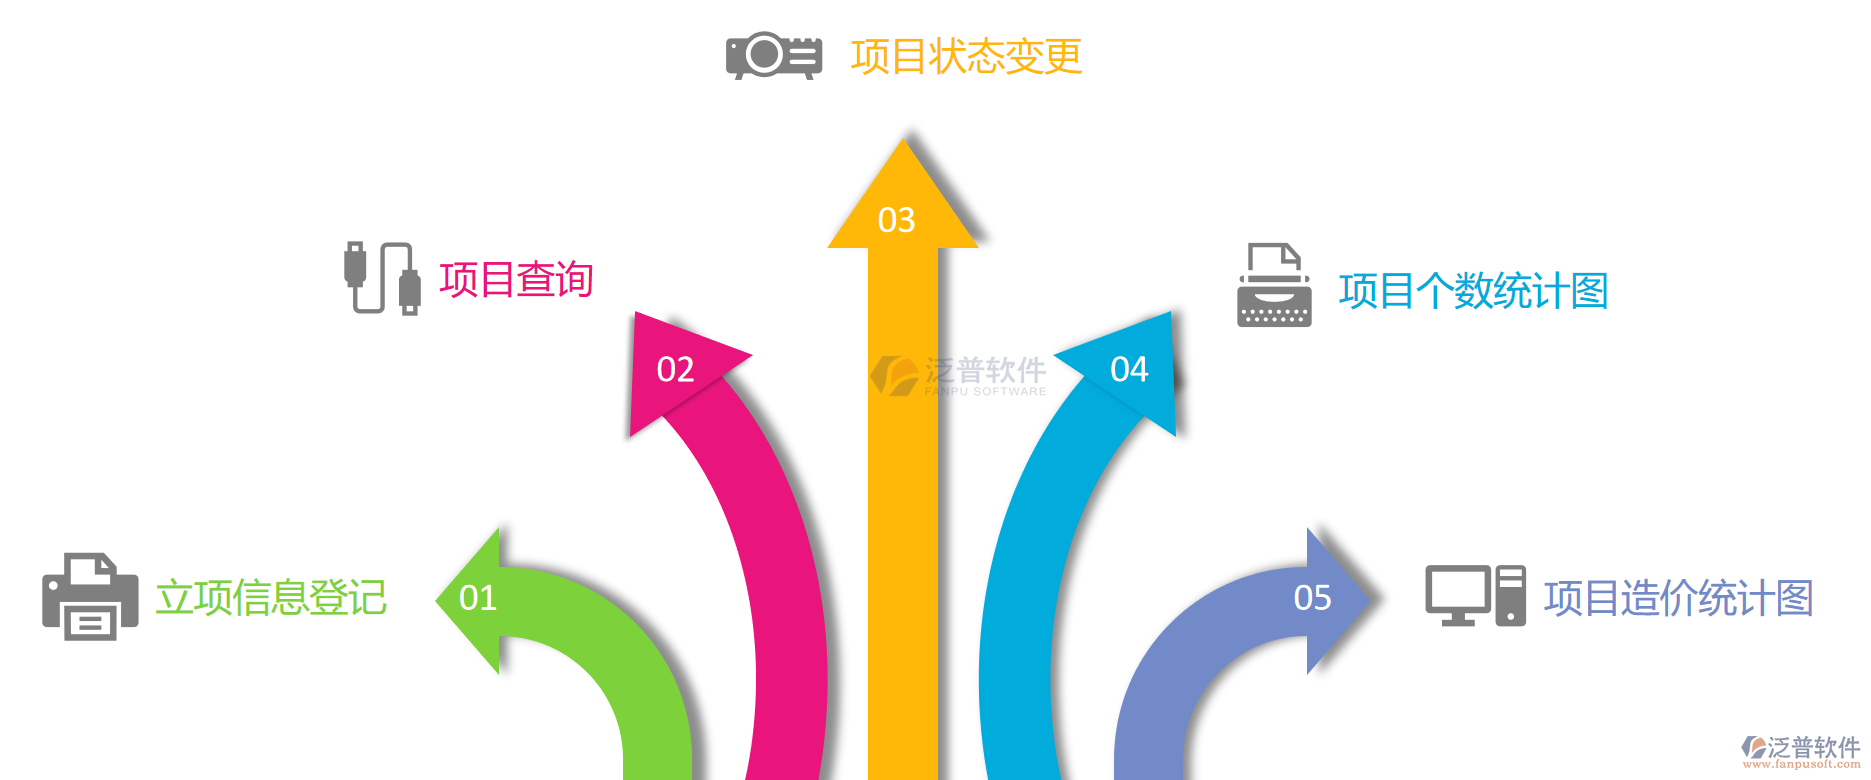 项目状态变更
03
项目查询
项目个数统计图
02
04
泛普软件
FANPU SOFTWARE
立项信息登记
01
05
项目造价统计图
泛普软件
www.fanpusoft.com